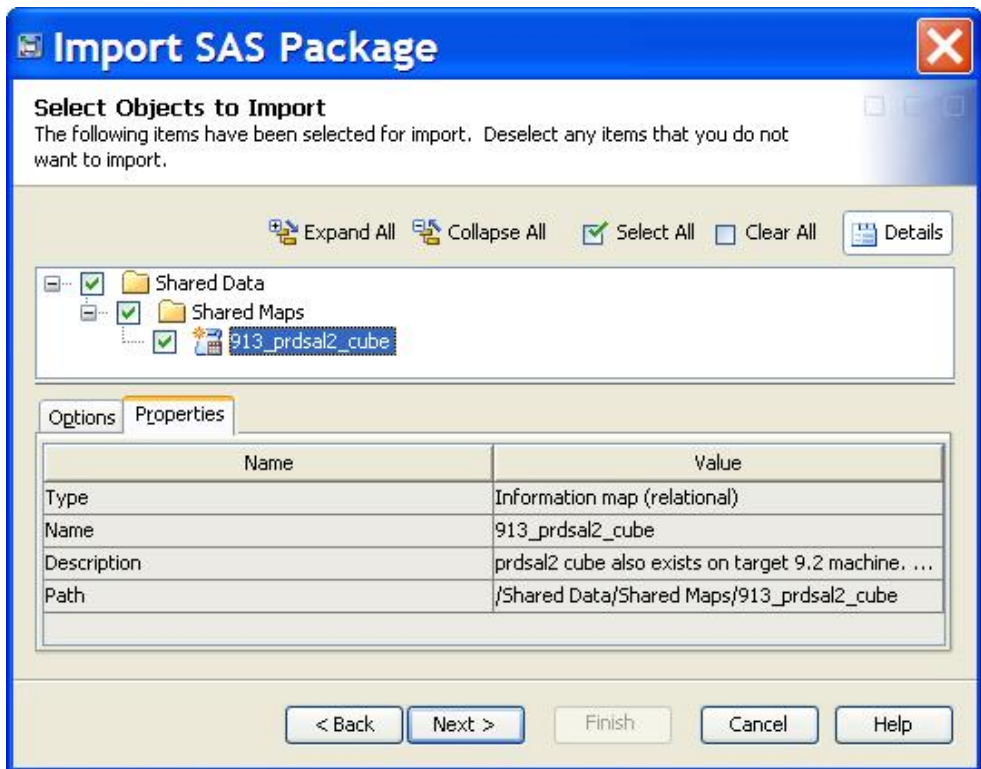 Import SAS Package
Select Objects to Import
The following items have been selected for import. Deselect any items that you do not
want to import.
Expand All Collapse All Select All Clear All Details
Shared Data
Shared Maps
913_prdsal2_cube
Options Properties
Name Value
Type Information map (relational)
Name 913_prdsal2_cube
Description prdsal2 cube also exists on target 9.2 machine. ...
Path /Shared Data/Shared Maps/913_prdsal2_cube
< Back Next > Finish Cancel Help